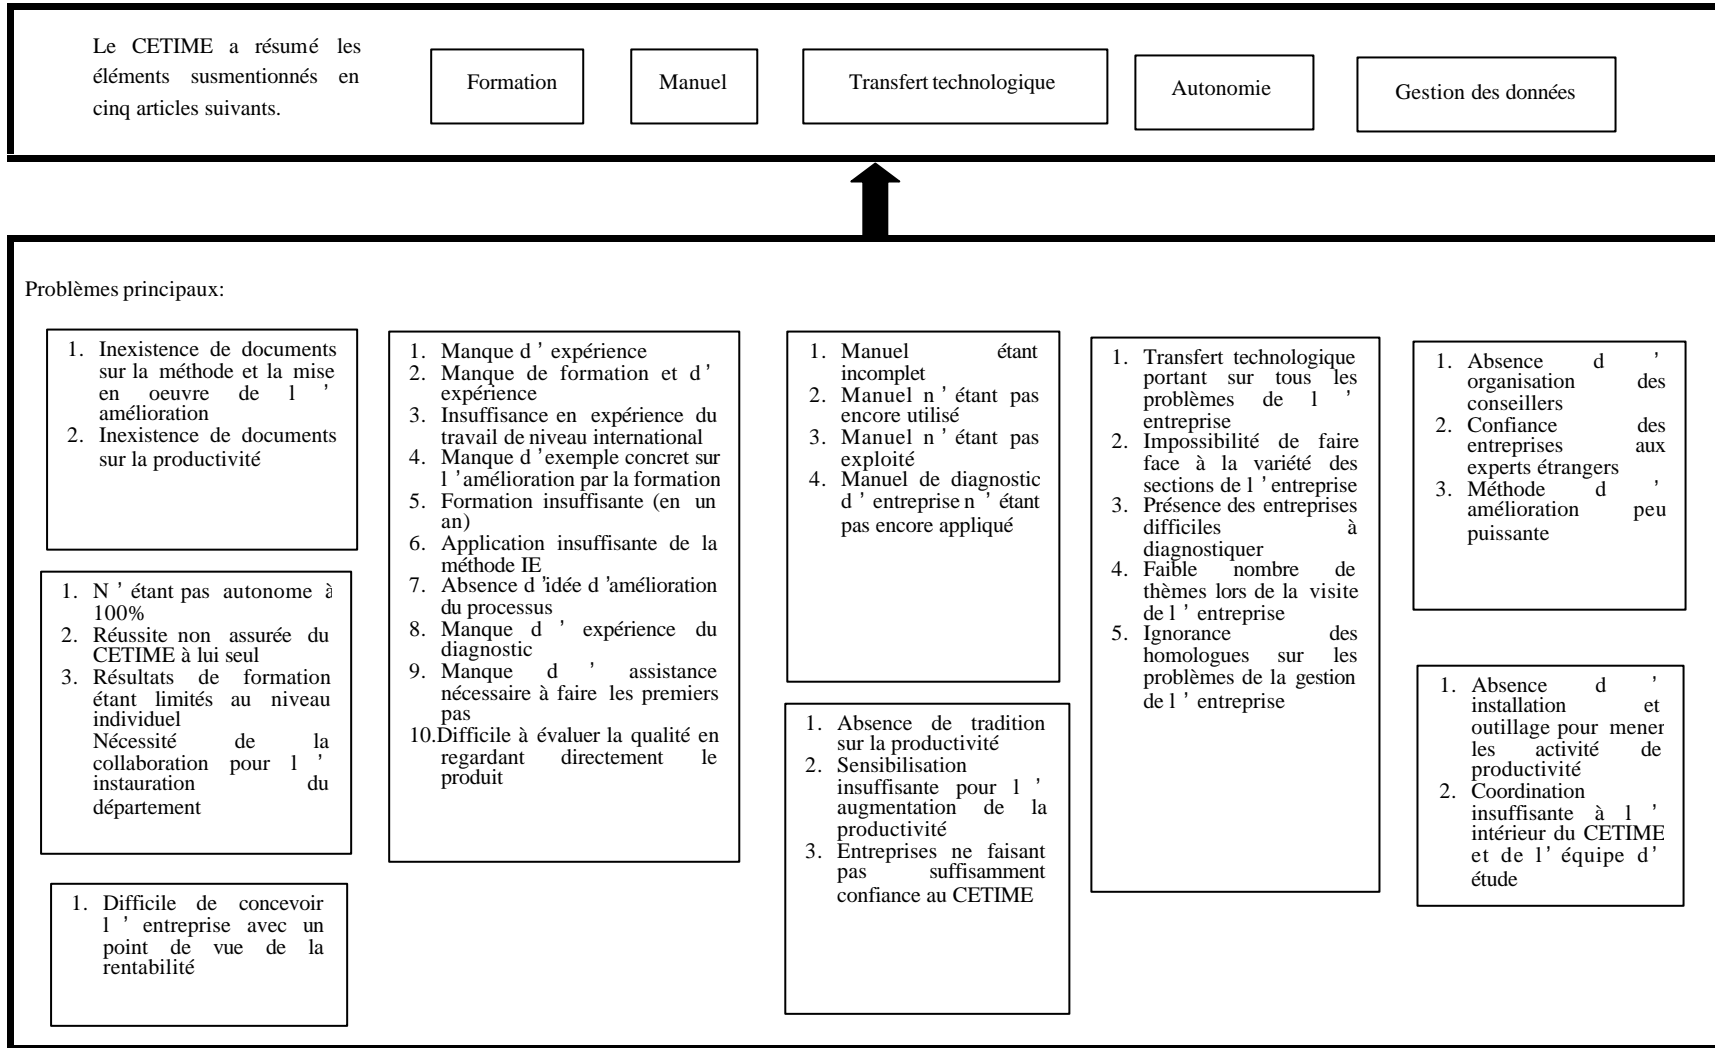 Le CETIME a résumé les
éléments susmentionnés en
cinq articles suivants.
Formation
Manuel
Transfert technologique
Autonomie
Gestion des données
Problèmes principaux:
1. Inexistence de documents
sur la méthode et la mise
en oeuvre de l ’
amélioration
2. Inexistence de documents
sur la productivité
1. N ’ étant pas autonome à
100%
2. Réussite non assurée du
CETIME à lui seul
3. Résultats de formation
étant limités au niveau
individuel
Nécessité de la
collaboration pour l ’
instauration du
département
1. Difficile de concevoir
l ’ entreprise avec un
point de vue de la
rentabilité
1. Manque d ’ expérience
2. Manque de formation et d ’
expérience
3. Insuffisance en expérience du
travail de niveau international
4. Manque d ’exemple concret sur
l ’amélioration par la formation
5. Formation insuffisante (en un
an)
6. Application insuffisante de la
méthode IE
7. Absence d ’idée d ’amélioration
du processus
8. Manque d ’ expérience du
diagnostic
9. Manque d ’ assistance
nécessaire à faire les premiers
pas
10.Difficile à évaluer la qualité en
regardant directement le
produit
1. Manuel étant
incomplet
2. Manuel n ’ étant pas
encore utilisé
3. Manuel n ’ étant pas
exploité
4. Manuel de diagnostic
d ’ entreprise n ’ étant
pas encore appliqué
1. Absence de tradition
sur la productivité
2. Sensibilisation
insuffisante pour l ’
augmentation de la
productivité
3. Entreprises ne faisant
pas suffisamment
confiance au CETIME
1. Transfert technologique
portant sur tous les
problèmes de l ’
entreprise
2. Impossibilité de faire
face à la variété des
sections de l ’entreprise
3. Présence des entreprises
difficiles à
diagnostiquer
4. Faible nombre de
thèmes lors de la visite
de l ’ entreprise
5. Ignorance des
homologues sur les
problèmes de la gestion
de l ’ entreprise
1. Absence d ’
organisation des
conseillers
2. Confiance des
entreprises aux
experts étrangers
3. Méthode d ’
amélioration peu
puissante
1. Absence d ’
installation et
outillage pour mener
les activité de
productivité
2. Coordination
insuffisante à l ’
intérieur du CETIME
et de l ’ équipe d ’
étude